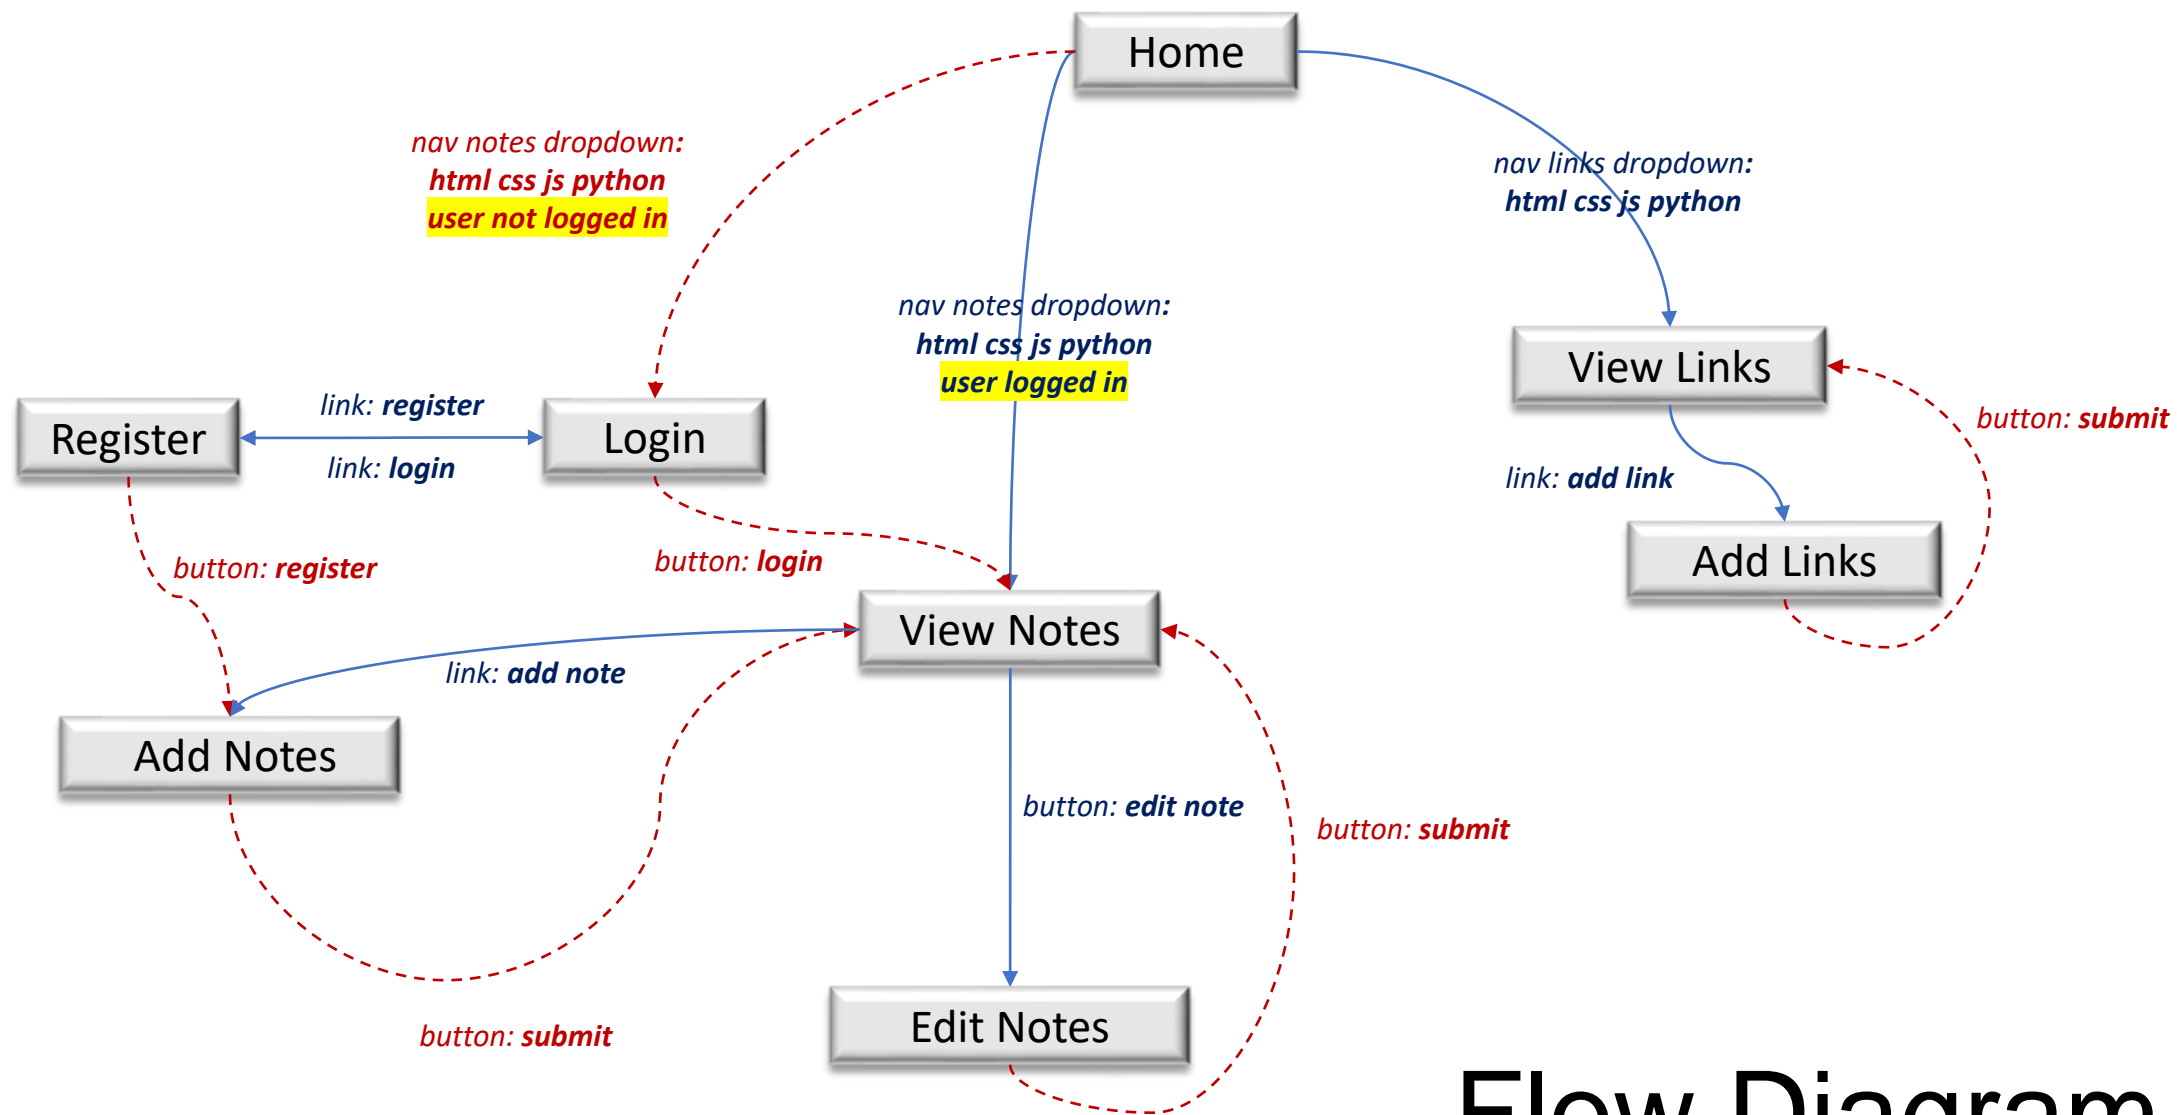 Home
nav notes dropdown:
html css js python
user not logged in
nav links dropdown:
html css js python
nav notes dropdown:
html css js python
user logged in
View Links
link: register
Register
Login
link: login
button: submit
link: add link
Add Links
button: register
button: login
View Notes
link: add note
Add Notes
button: edit note
button: submit
Edit Notes
button: submit
Flow Diagram